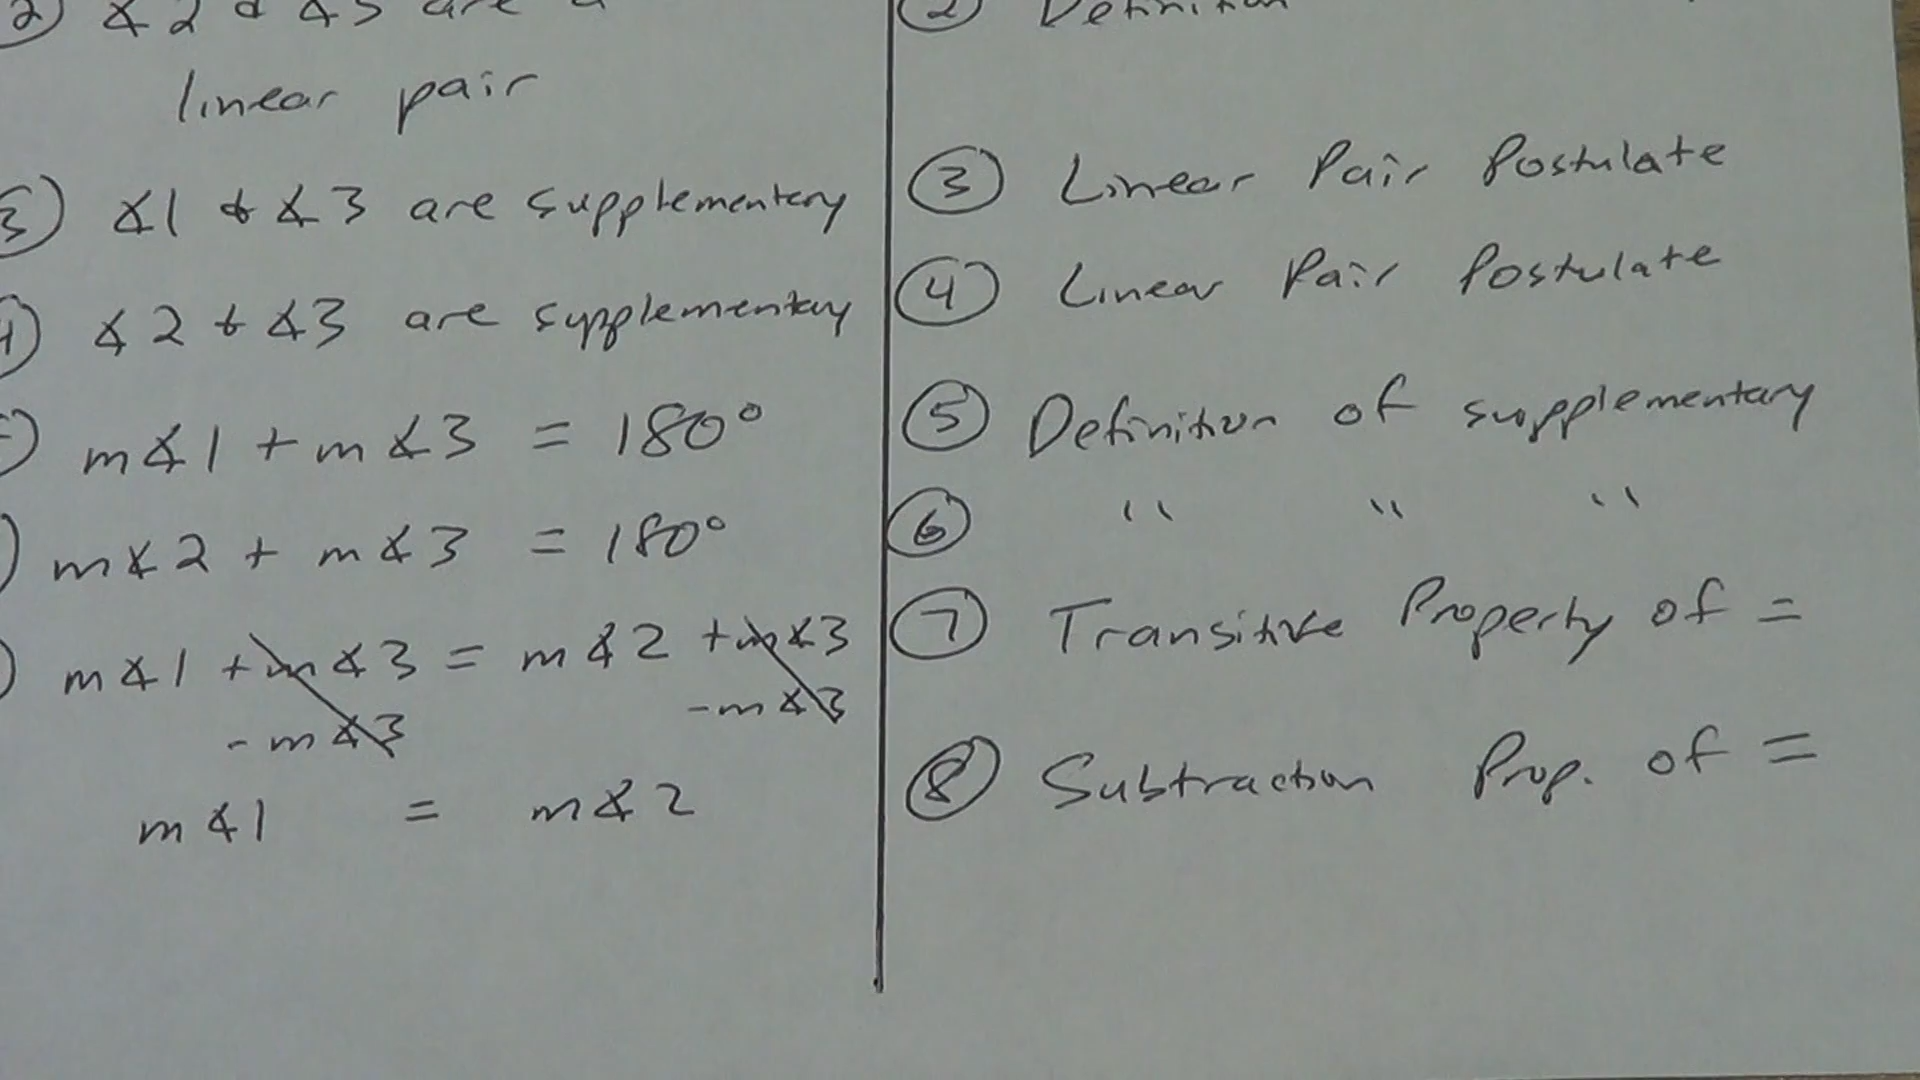 2) ∡2 & ∡3 are a
linear pair
3) ∡1 & ∡3 are supplementary
4) ∡2 & ∡3 are supplementary
m∡1 + m∡3 = 180°
m∡2 + m∡3 = 180°
m∡1 + m∡3 = m∡2 + m∡3
- m∡3 - m∡3
m∡1 = m∡2
② Definition
③ Linear Pair Postulate
④ Linear Pair Postulate
⑤ Definition of supplementary
⑥ " " "
⑦ Transitive Property of =
⑧ Subtraction Prop. of =